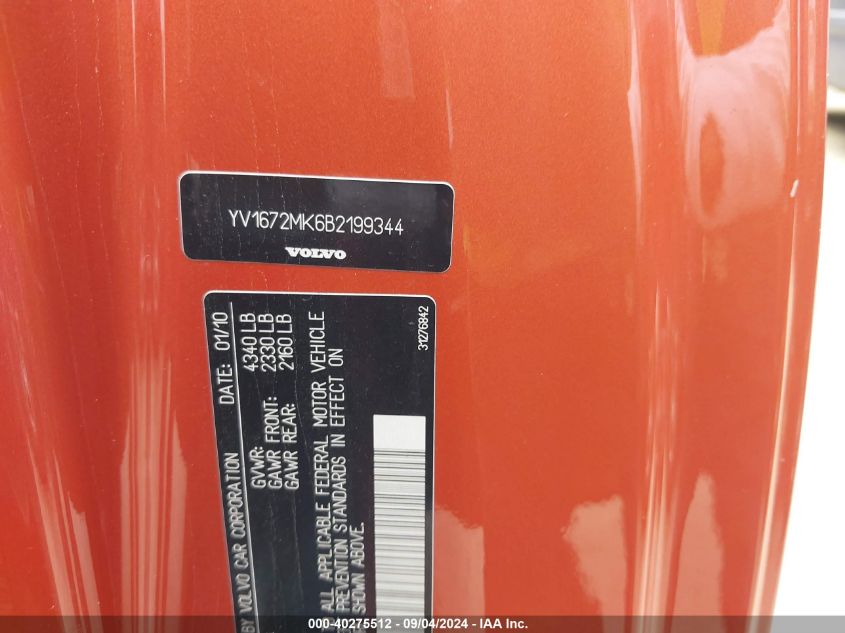 YV1672MK6B2199344
VOLVO
BY VOLVO CAR CORPORATION DATE: 01/10
GVWR: 4340 LB
GAWR FRONT: 2330 LB
GAWR REAR: 2160 LB
ALL APPLICABLE FEDERAL MOTOR VEHICLE
PREVENTION STANDARDS IN EFFECT ON
SHOWN ABOVE.
31276842
000-40275512 - 09/04/2024 - IAA Inc.